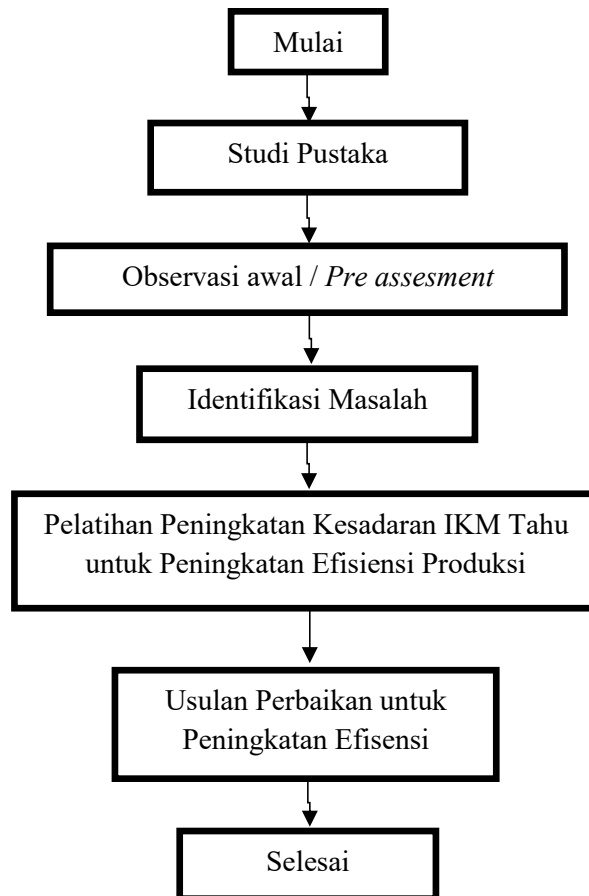 Mulai
Studi Pustaka
Observasi awal / Pre assesment
Identifikasi Masalah
Pelatihan Peningkatan Kesadaran IKM Tahu
untuk Peningkatan Efisiensi Produksi
Usulan Perbaikan untuk
Peningkatan Efisensi
Selesai